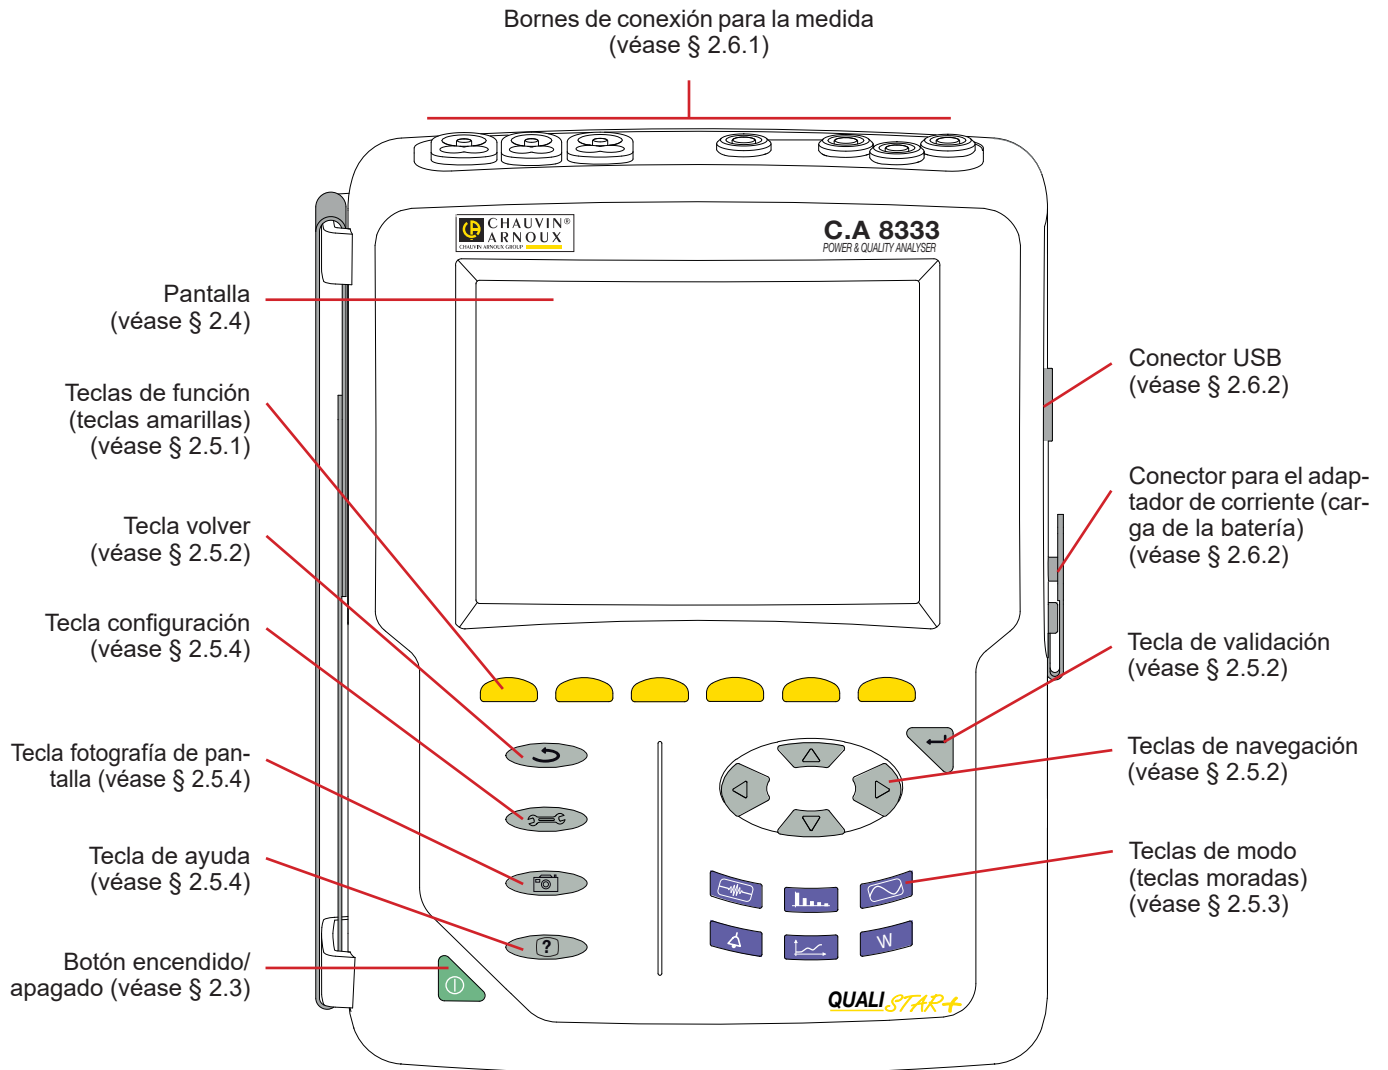 Bornes de conexión para la medida
(véase § 2.6.1)
CHAUVIN®
ARNOUX
CHAUVIN ARNOUX GROUP
C.A 8333
POWER & QUALITY ANALYSER
Pantalla
(véase § 2.4)
Teclas de función
(teclas amarillas)
(véase § 2.5.1)
Tecla volver
(véase § 2.5.2)
Tecla configuración
(véase § 2.5.4)
Tecla fotografía de pan-
talla (véase § 2.5.4)
Tecla de ayuda
(véase § 2.5.4)
Botón encendido/
apagado (véase § 2.3)
Conector USB
(véase § 2.6.2)
Conector para el adap-
tador de corriente (car-
ga de la batería)
(véase § 2.6.2)
Tecla de validación
(véase § 2.5.2)
Teclas de navegación
(véase § 2.5.2)
Teclas de modo
(teclas moradas)
(véase § 2.5.3)
?
W
QUALISTAR+